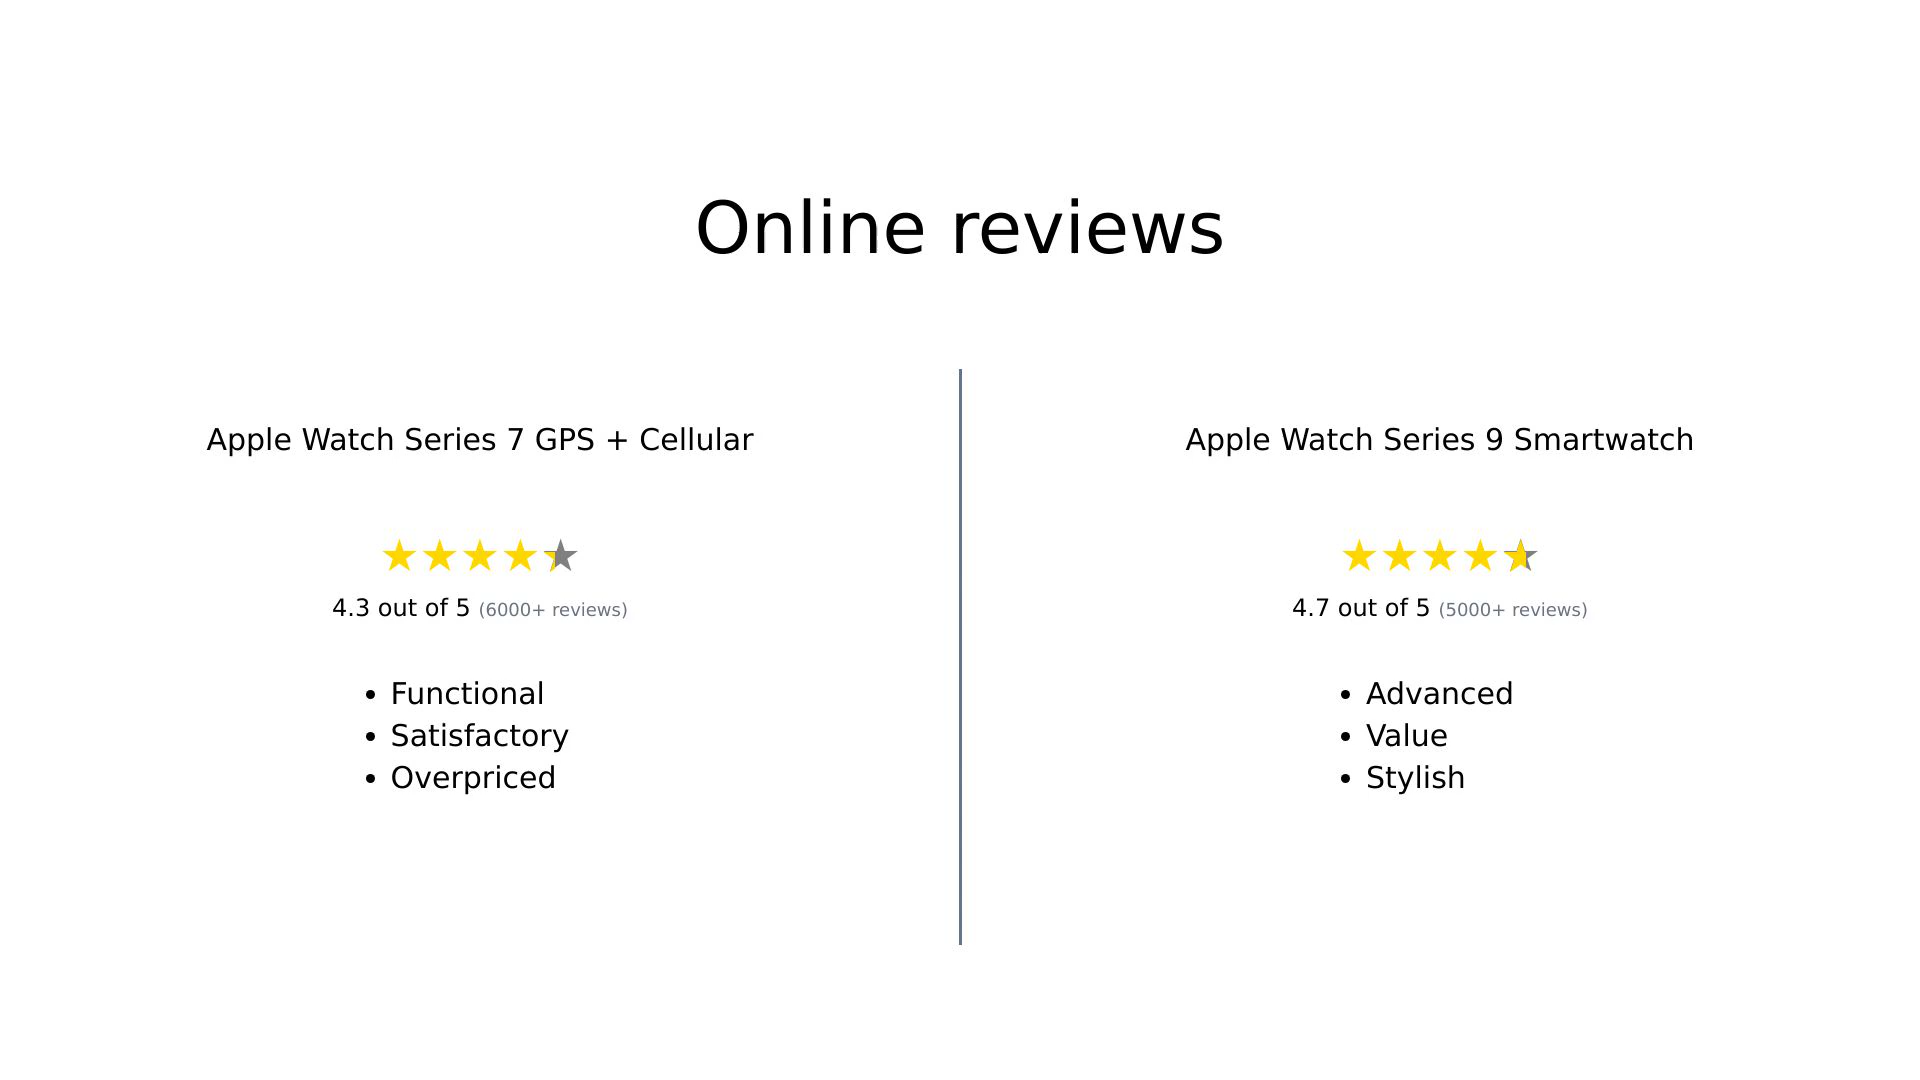 Online reviews
Apple Watch Series 7 GPS + Cellular
4.3 out of 5 (6000+ reviews)
• Functional
• Satisfactory
• Overpriced
Apple Watch Series 9 Smartwatch
4.7 out of 5 (5000+ reviews)
• Advanced
• Value
• Stylish